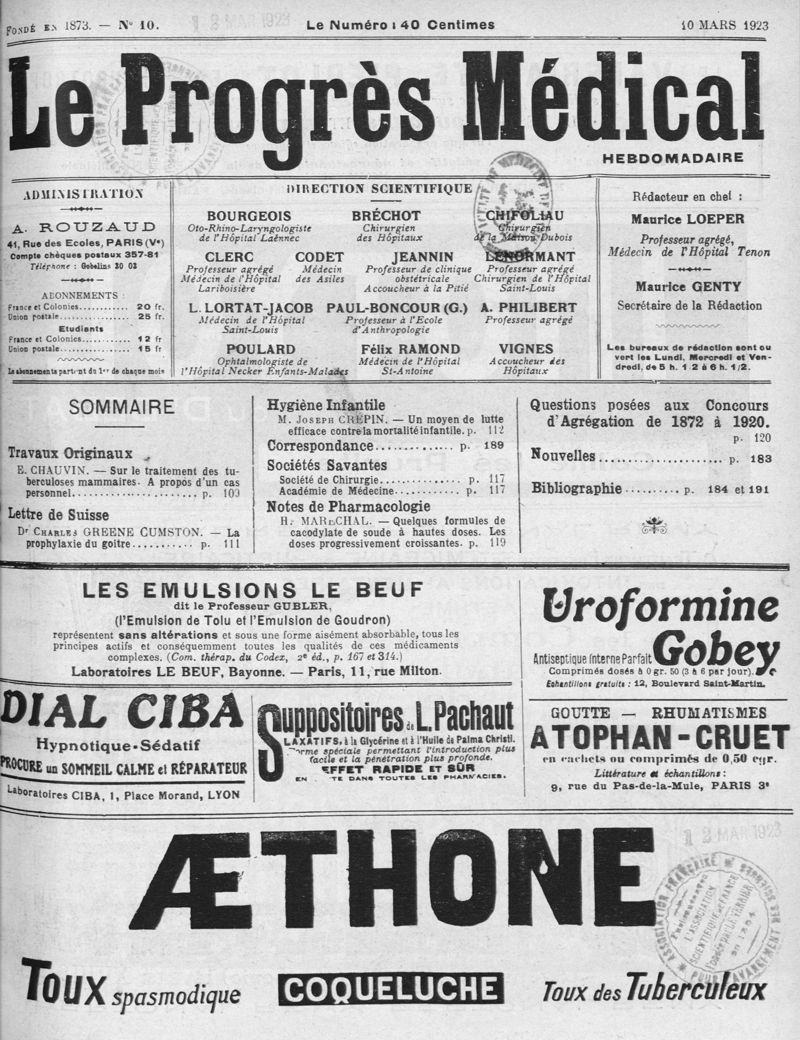 FONDÉ EN 1873. — N° 10.
Le Numéro : 40 Centimes
10 MARS 1923
Le Progrès Médical
HEBDOMADAIRE
ADMINISTRATION
A. ROUZAUD
41, Rue des Ecoles, PARIS (Vᵉ)
Compte chèques postaux 357-81
Téléphone : Gobelins 30 03
ABONNEMENTS :
France et Colonies............ 20 fr.
Union postale................ 25 fr.
Etudiants
France et Colonies............ 12 fr
Union postale................ 15 fr
Les abonnements partent du 1er de chaque mois
DIRECTION SCIENTIFIQUE
BOURGEOIS
Oto-Rhino-Laryngologiste
de l'Hôpital Laënnec
BRÉCHOT
Chirurgien
des Hôpitaux
CHIFOLIAU
Chirurgien
de la Maison Dubois
CLERC
Professeur agrégé
Médecin de l'Hôpital
Lariboisière
CODET
Médecin
des Asiles
JEANNIN
Professeur de clinique
obstétricale
Accoucheur à la Pitié
LENORMANT
Professeur agrégé
Chirurgien de l'Hôpital
Saint-Louis
L. LORTAT-JACOB
Médecin de l'Hôpital
Saint-Louis
PAUL-BONCOUR (G.)
Professeur à l'Ecole
d'Anthropologie
A. PHILIBERT
Professeur agrégé
POULARD
Ophtalmologiste de
l'Hôpital Necker Enfants-Malades
Félix RAMOND
Médecin de l'Hôpital
St-Antoine
VIGNES
Accoucheur des
Hôpitaux
Rédacteur en chef :
Maurice LOEPER
Professeur agrégé,
Médecin de l'Hôpital Tenon
Maurice GENTY
Secrétaire de la Rédaction
Les bureaux de rédaction sont ou
vert les Lundi, Mercredi et Ven-
dredi, de 5 h. 1/2 à 6 h. 1/2.
SOMMAIRE
Travaux Originaux
E. CHAUVIN. — Sur le traitement des tu-
berculoses mammaires. A propos d'un cas
personnel...................... p. 109
Lettre de Suisse
Dr CHARLES GREENE CUMSTON. — La
prophylaxie du goitre........... p. 111
Hygiène Infantile
M. JOSEPH CRÉPIN. — Un moyen de lutte
efficace contre la mortalité infantile. p. 112
Correspondance.............. p. 189
Sociétés Savantes
Société de Chirurgie............. p. 117
Académie de Médecine........... p. 117
Notes de Pharmacologie
H. MARÉCHAL. — Quelques formules de
cacodylate de soude à hautes doses. Les
doses progressivement croissantes. p. 119
Questions posées aux Concours
d'Agrégation de 1872 à 1920.
p. 120
Nouvelles...................... p. 183
Bibliographie......... p. 184 et 191
LES EMULSIONS LE BEUF
dit le Professeur GUBLER,
(l'Emulsion de Tolu et l'Emulsion de Goudron)
représentent sans altérations et sous une forme aisément absorbable, tous les
principes actifs et conséquemment toutes les qualités de ces médicaments
complexes. (Com. thérap. du Codex, 2ᵉ éd., p. 167 et 314.)
Laboratoires LE BEUF, Bayonne. — Paris, 11, rue Milton.
Uroformine
Gobey
Antiseptique Interne Parfait
Comprimés dosés à 0 gr. 50 (3 à 6 par jour).
Échantillons gratuits : 12, Boulevard Saint-Martin.
DIAL CIBA
Hypnotique-Sédatif
PROCURE un SOMMEIL CALME et RÉPARATEUR
Laboratoires CIBA, 1, Place Morand, LYON
Suppositoires de L. Pachaut
LAXATIFS, à la Glycérine et à l'Huile de Palma Christi.
Forme spéciale permettant l'introduction plus
facile et la pénétration plus profonde.
EFFET RAPIDE ET SÛR
EN TE DANS TOUTES LES PHARMACIES.
GOUTTE — RHUMATISMES
ATOPHAN-CRUET
en cachets ou comprimés de 0,50 cgr.
Littérature et échantillons :
9, rue du Pas-de-la-Mule, PARIS 3ᵉ
ÆTHONE
12 MAR 1923
Toux spasmodique
COQUELUCHE
Toux des Tuberculeux